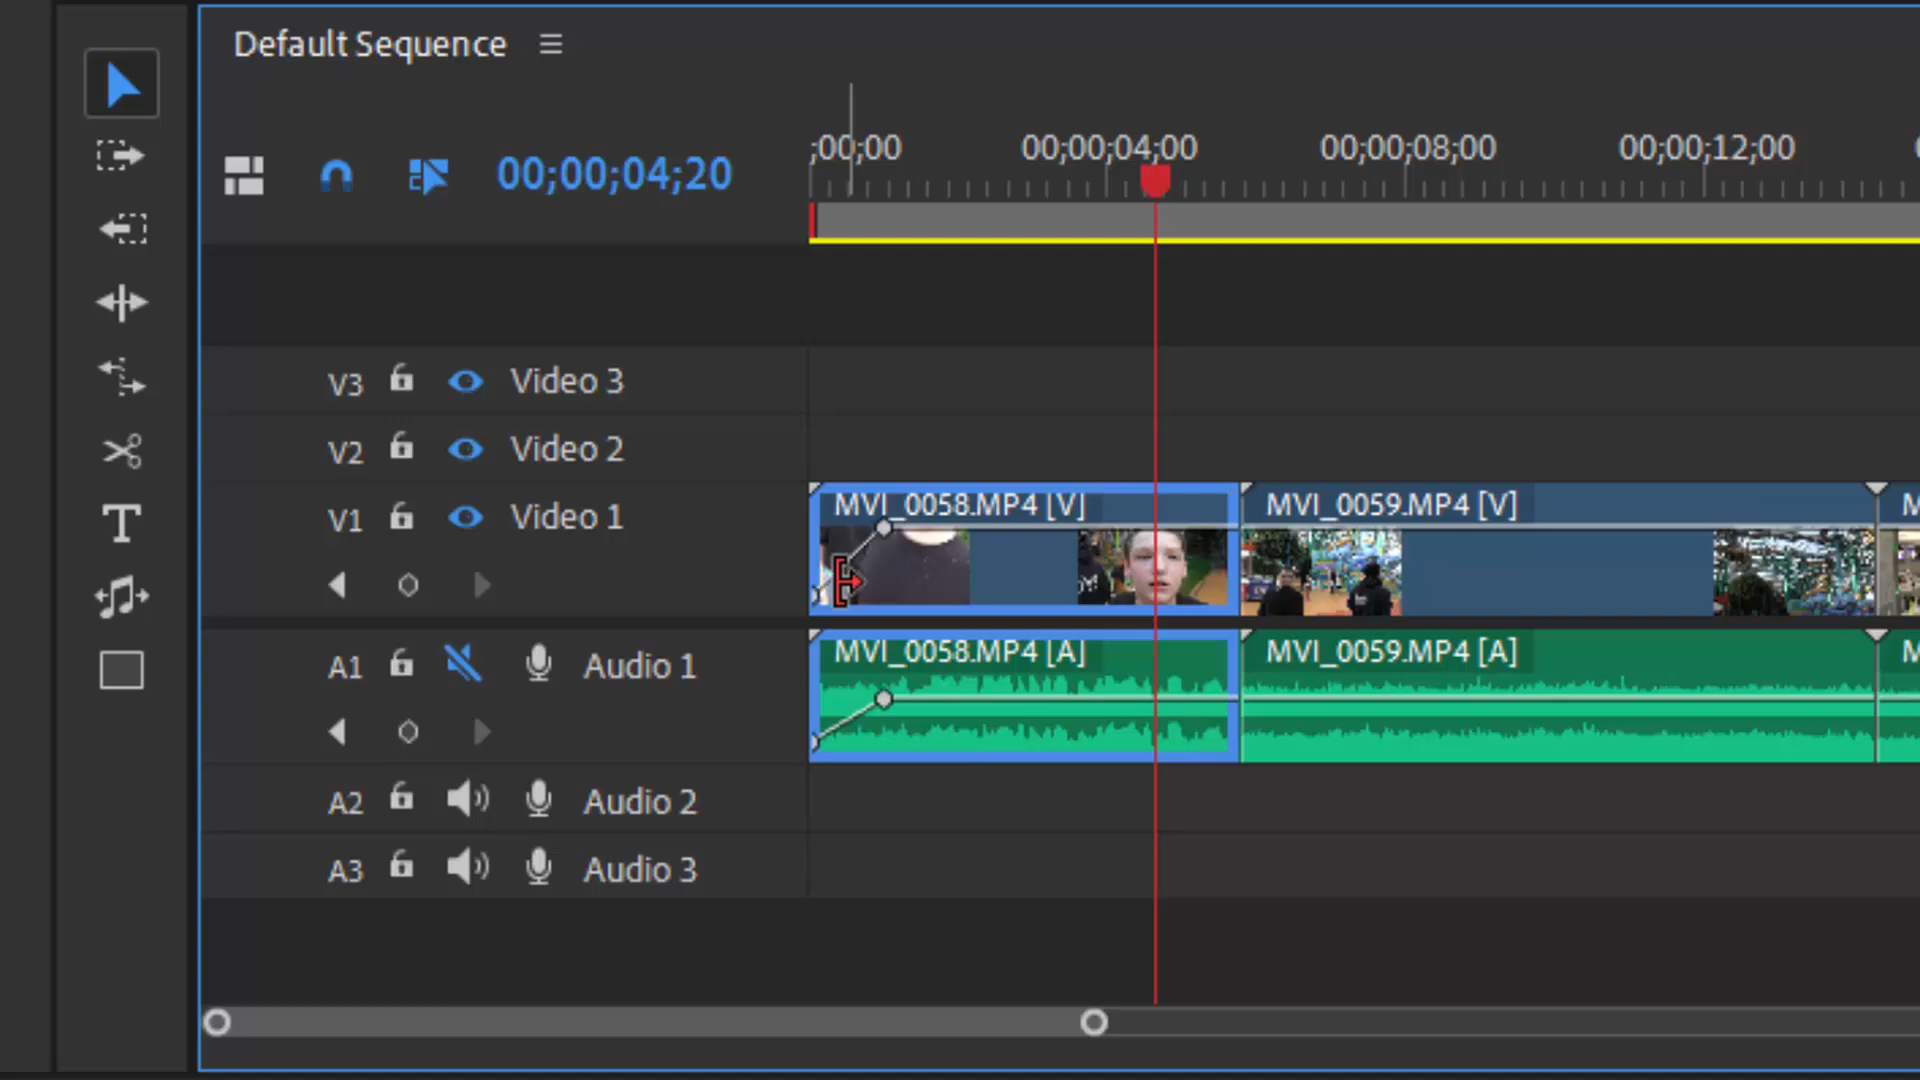 Default Sequence
00;00;04;20
;00;00
00;00;04;00
00;00;08;00
00;00;12;00
V3 Video 3
V2 Video 2
V1 Video 1
MVI_0058.MP4 [V]
MVI_0059.MP4 [V]
M
A1 Audio 1
MVI_0058.MP4 [A]
MVI_0059.MP4 [A]
M
A2 Audio 2
A3 Audio 3